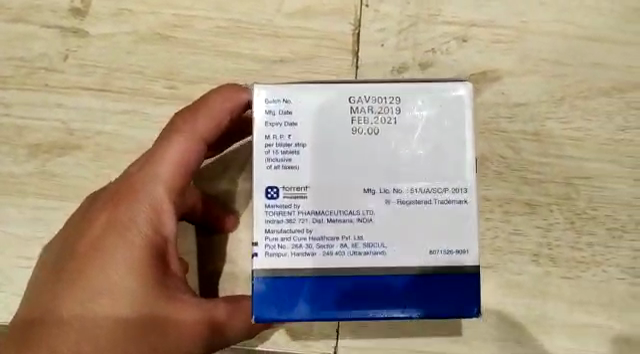 Batch No. GAV90129
Mfg. Date MAR.2019
Expiry Date FEB.2021
M.R.P. ₹ 90.00
per blister strip
of 15 tablets
(Inclusive
of all taxes)
torrent
Mfg. Lic. No. : 51/UA/SC/P-2013
® - Registered Trademark
Marketed by
TORRENT PHARMACEUTICALS LTD.
Indrad-382 721, Dist. Mehsana, INDIA.
Manufactured by :
Pure and Cure Healthcare Pvt. Ltd.
Plot No. 26A-30, Sector - 8A, IIE, SIDCUL,
Ranipur, Haridwar - 249 403 (Uttarakhand).